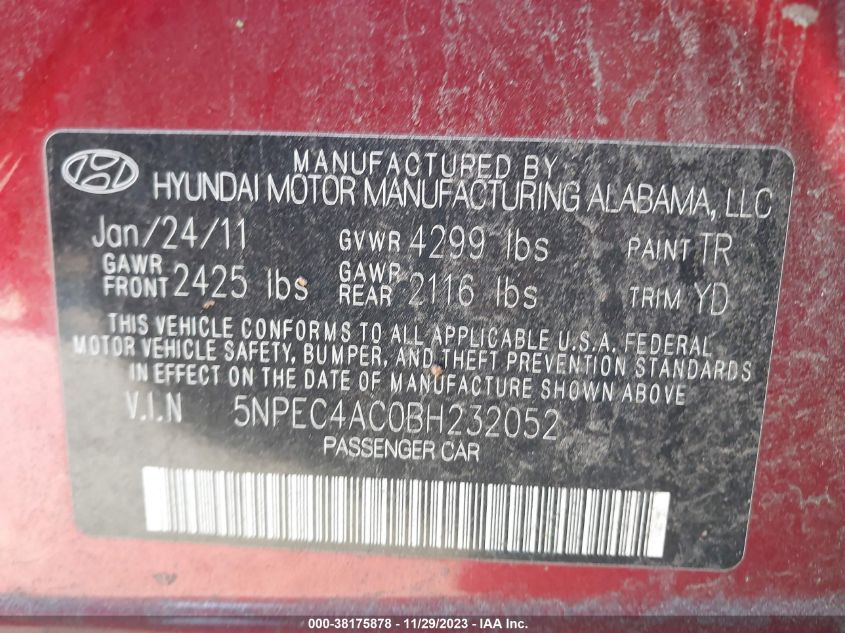 MANUFACTURED BY
HYUNDAI MOTOR MANUFACTURING ALABAMA, LLC
Jan/24/11 GVWR 4299 lbs PAINT TR
GAWR FRONT 2425 lbs GAWR REAR 2116 lbs TRIM YD
THIS VEHICLE CONFORMS TO ALL APPLICABLE U.S.A. FEDERAL
MOTOR VEHICLE SAFETY, BUMPER, AND THEFT PREVENTION STANDARDS
IN EFFECT ON THE DATE OF MANUFACTURE SHOWN ABOVE
V.I.N 5NPEC4AC0BH232052
PASSENGER CAR
000-38175878 - 11/29/2023 - IAA Inc.